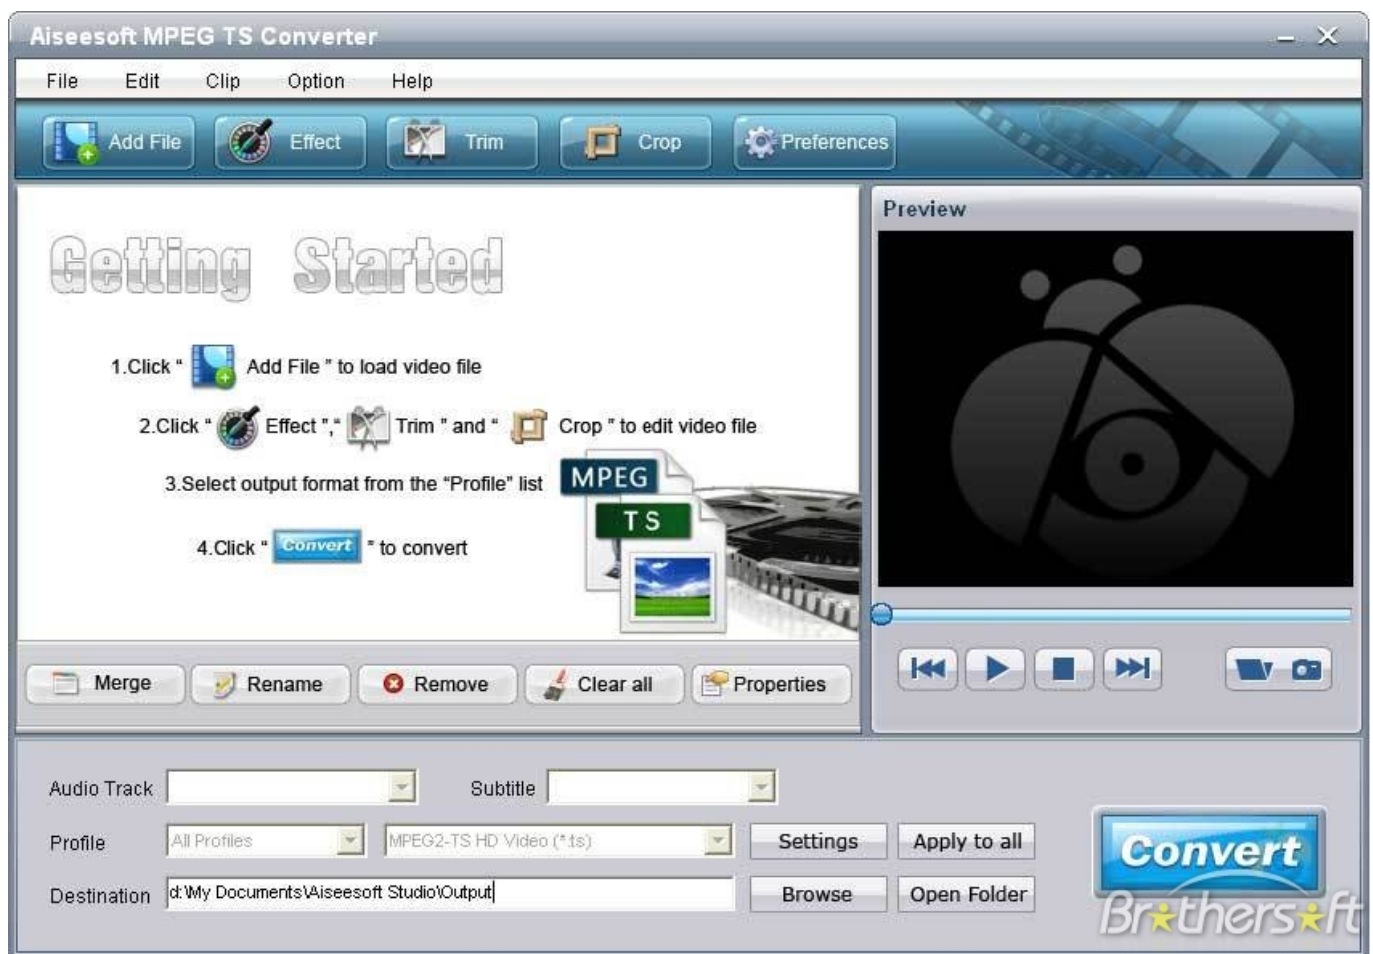 Aiseesoft MPEG TS Converter
File Edit Clip Option Help
Add File Effect Trim Crop Preferences
Getting Started
1.Click “ Add File ” to load video file
2.Click “ Effect ”,“ Trim ” and “ Crop ” to edit video file
3.Select output format from the “Profile” list
4.Click “ Convert ” to convert
MPEG
TS
Merge Rename Remove Clear all Properties
Preview
Audio Track Subtitle
Profile All Profiles MPEG2-TS HD Video (*.ts) Settings Apply to all
Destination d:\My Documents\Aiseesoft Studio\Output Browse Open Folder
Convert
Brothersoft